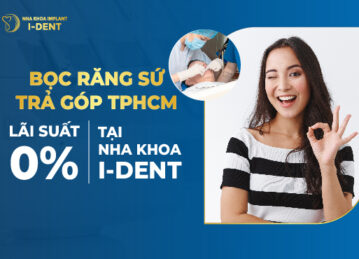 NHA KHOA IMPLANT
I-DENT
BỌC RĂNG SỨ
TRẢ GÓP TPHCM
LÃI SUẤT
0%
TẠI
NHA KHOA
I-DENT